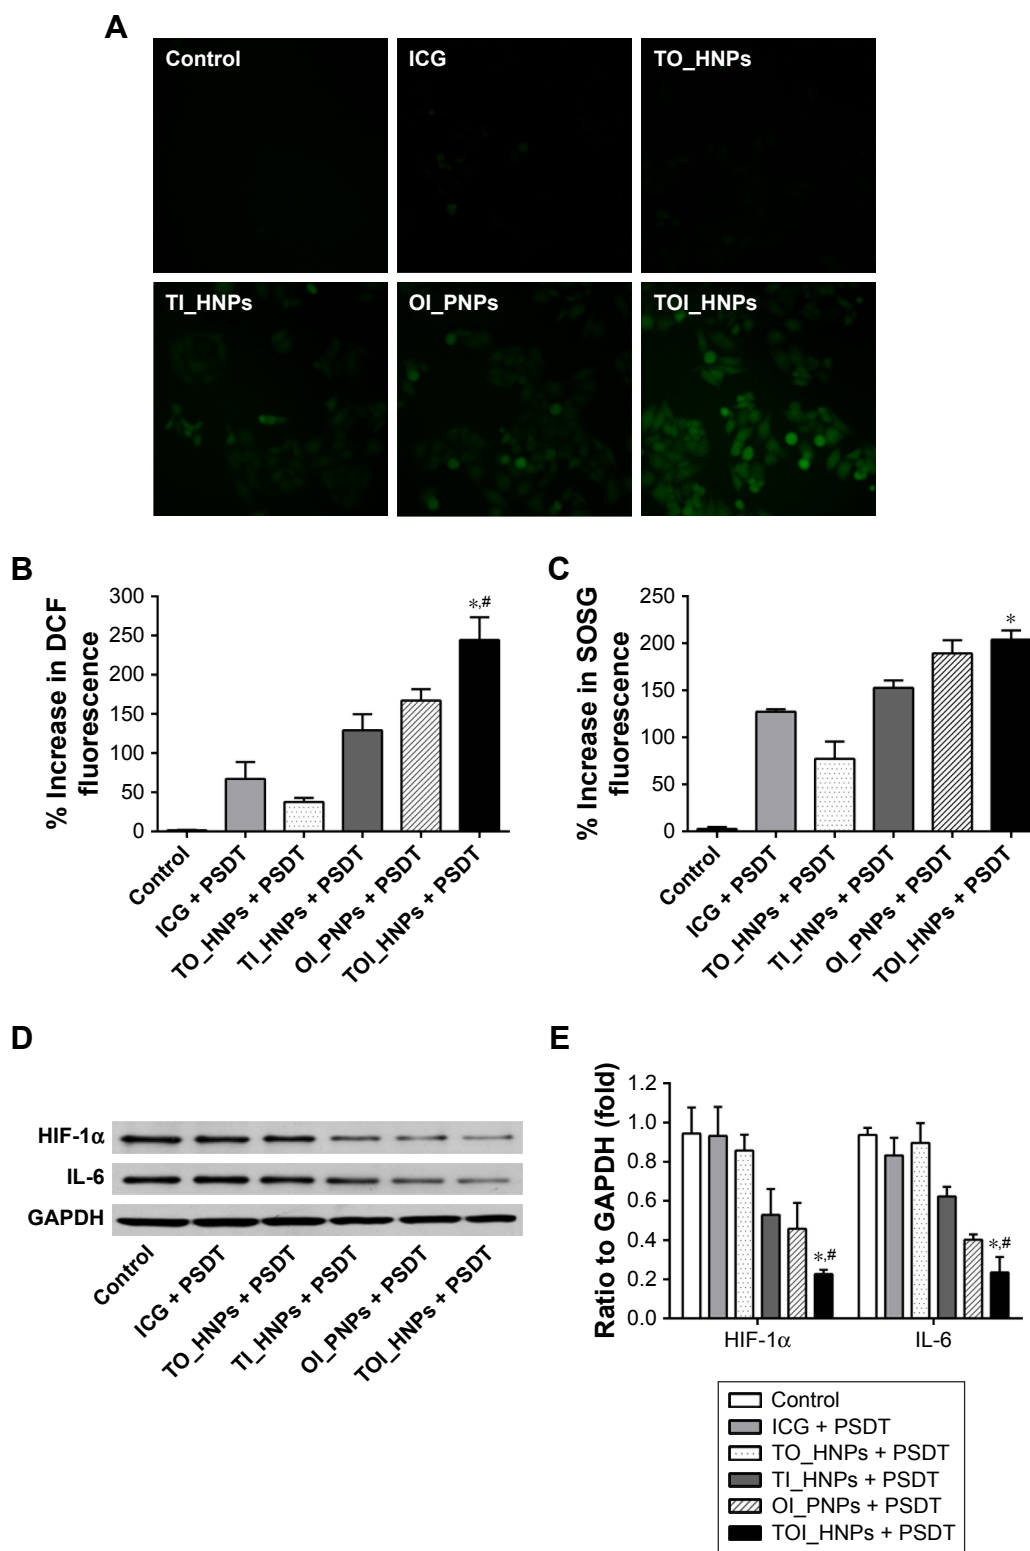 A
Control
ICG
TO_HNPs
TI_HNPs
OI_PNPs
TOI_HNPs
B
% Increase in DCF
fluorescence
300
250
200
150
100
50
0
*,#
Control
ICG + PSDT
TO_HNPs + PSDT
TI_HNPs + PSDT
OI_PNPs + PSDT
TOI_HNPs + PSDT
C
% Increase in SOSG
fluorescence
250
200
150
100
50
0
*
Control
ICG + PSDT
TO_HNPs + PSDT
TI_HNPs + PSDT
OI_PNPs + PSDT
TOI_HNPs + PSDT
D
HIF-1α
IL-6
GAPDH
Control
ICG + PSDT
TO_HNPs + PSDT
TI_HNPs + PSDT
OI_PNPs + PSDT
TOI_HNPs + PSDT
E
Ratio to GAPDH (fold)
1.2
1.0
0.8
0.6
0.4
0.2
0.0
*,#
*,#
HIF-1α
IL-6
Control
ICG + PSDT
TO_HNPs + PSDT
TI_HNPs + PSDT
OI_PNPs + PSDT
TOI_HNPs + PSDT